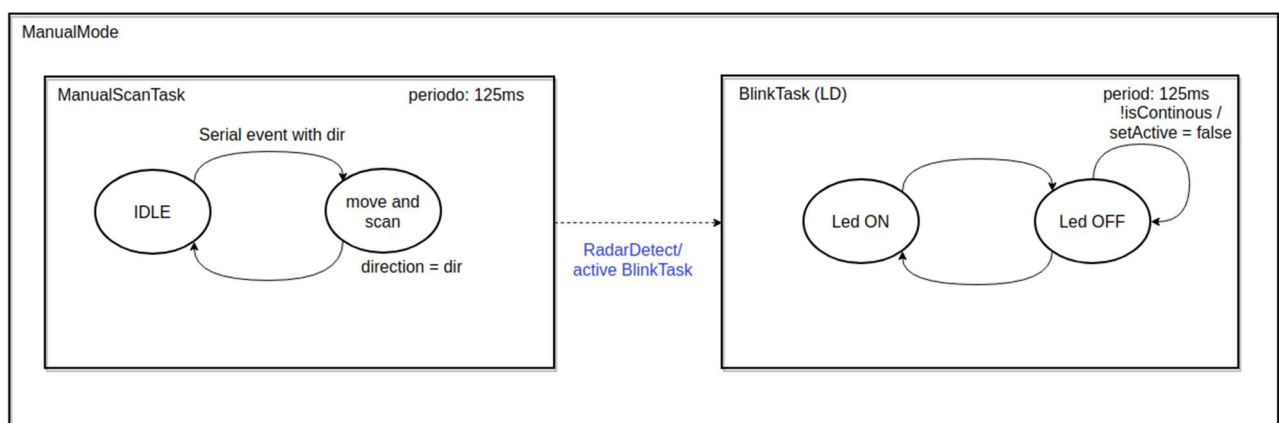 ManualMode
ManualScanTask
periodo: 125ms
Serial event with dir
IDLE
move and
scan
direction = dir
RadarDetect/
active BlinkTask
BlinkTask (LD)
period: 125ms
!isContinous /
setActive = false
Led ON
Led OFF